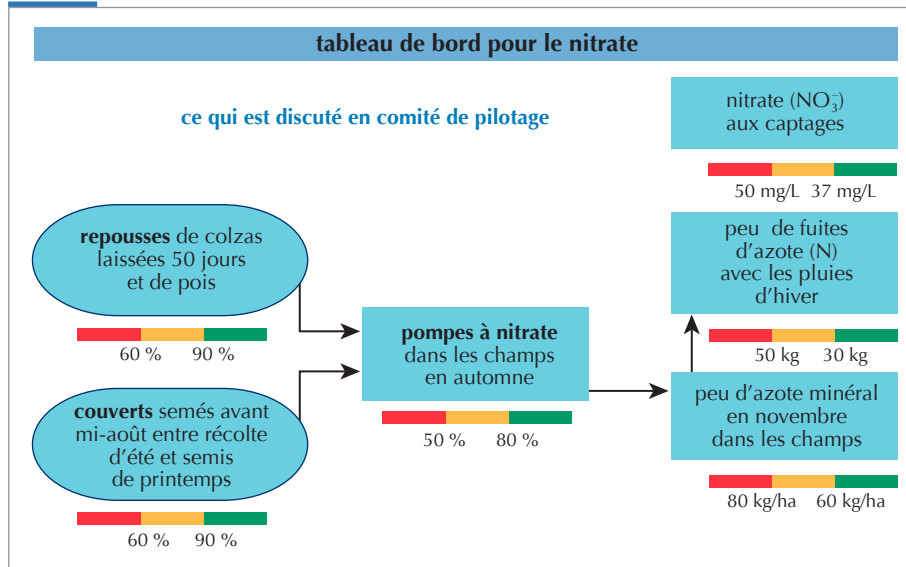 tableau de bord pour le nitrate
ce qui est discuté en comité de pilotage
repousses de colzas
laissées 50 jours
et de pois
60 % 90 %
couverts semés avant
mi-août entre récolte
d'été et semis
de printemps
60 % 90 %
pompes à nitrate
dans les champs
en automne
50 % 80 %
nitrate (NO₃⁻)
aux captages
50 mg/L 37 mg/L
peu de fuites
d'azote (N)
avec les pluies
d'hiver
50 kg 30 kg
peu d'azote minéral
en novembre
dans les champs
80 kg/ha 60 kg/ha